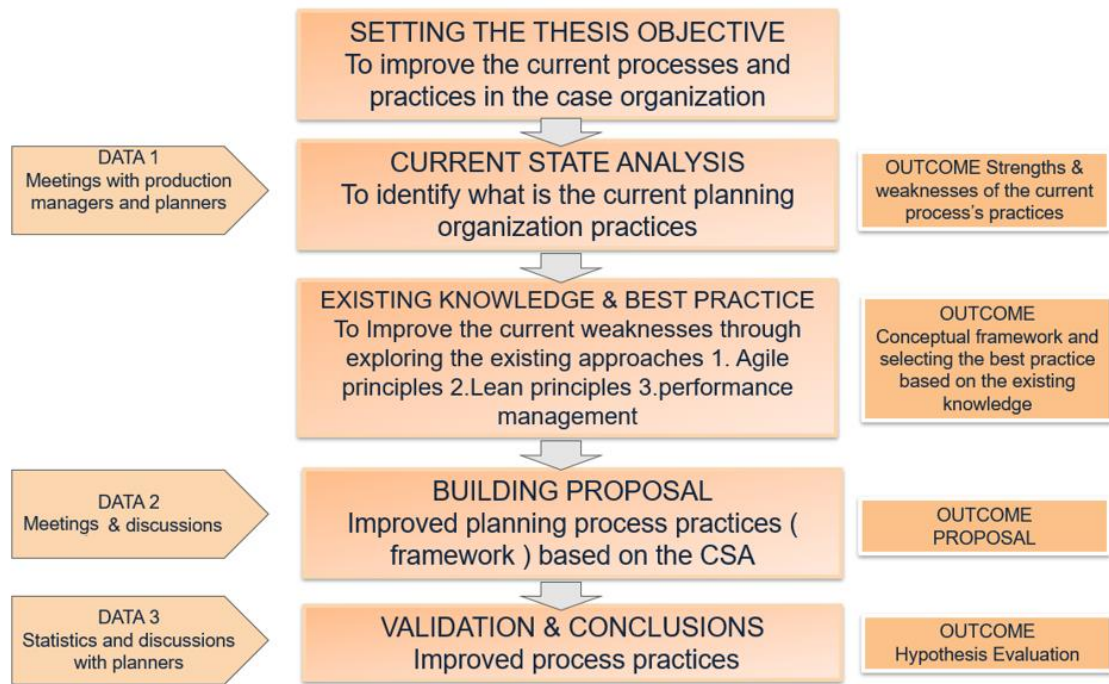 SETTING THE THESIS OBJECTIVE
To improve the current processes and
practices in the case organization
DATA 1
Meetings with production
managers and planners
CURRENT STATE ANALYSIS
To identify what is the current planning
organization practices
OUTCOME Strengths &
weaknesses of the current
process's practices
EXISTING KNOWLEDGE & BEST PRACTICE
To Improve the current weaknesses through
exploring the existing approaches 1. Agile
principles 2.Lean principles 3.performance
management
OUTCOME
Conceptual framework and
selecting the best practice
based on the existing
knowledge
DATA 2
Meetings & discussions
BUILDING PROPOSAL
Improved planning process practices (
framework ) based on the CSA
OUTCOME
PROPOSAL
DATA 3
Statistics and discussions
with planners
VALIDATION & CONCLUSIONS
Improved process practices
OUTCOME
Hypothesis Evaluation